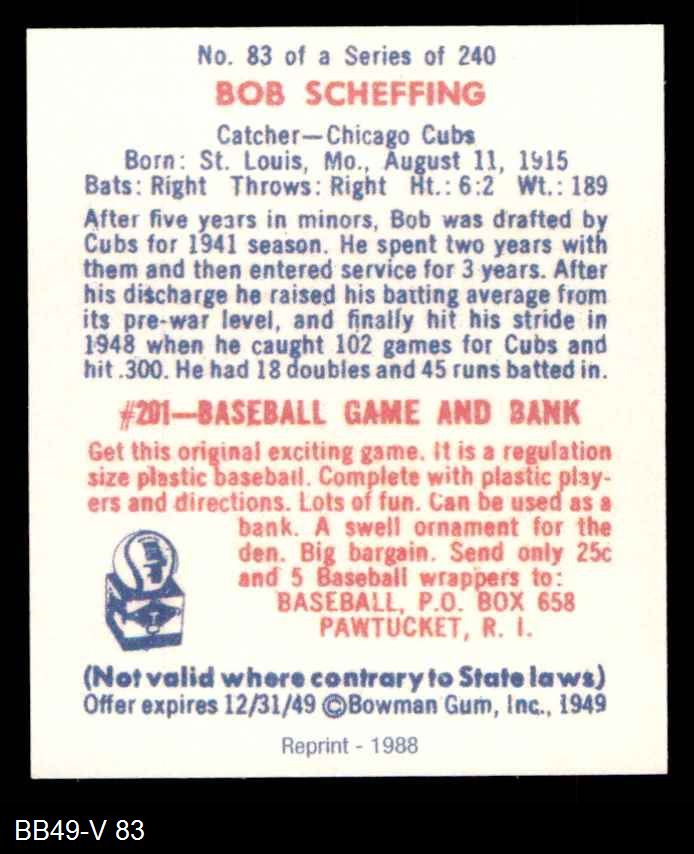 No. 83 of a Series of 240
BOB SCHEFFING
Catcher—Chicago Cubs
Born: St. Louis, Mo., August 11, 1915
Bats: Right Throws: Right Ht.: 6:2 Wt.: 189
After five years in minors, Bob was drafted by
Cubs for 1941 season. He spent two years with
them and then entered service for 3 years. After
his discharge he raised his batting average from
its pre-war level, and finally hit his stride in
1948 when he caught 102 games for Cubs and
hit .300. He had 18 doubles and 45 runs batted in.
#201—BASEBALL GAME AND BANK
Get this original exciting game. It is a regulation
size plastic baseball. Complete with plastic play-
ers and directions. Lots of fun. Can be used as a
bank. A swell ornament for the
den. Big bargain. Send only 25c
and 5 Baseball wrappers to:
BASEBALL, P.O. BOX 658
PAWTUCKET, R. I.
(Not valid where contrary to State laws)
Offer expires 12/31/49 ©Bowman Gum, Inc., 1949
Reprint - 1988
BB49-V 83